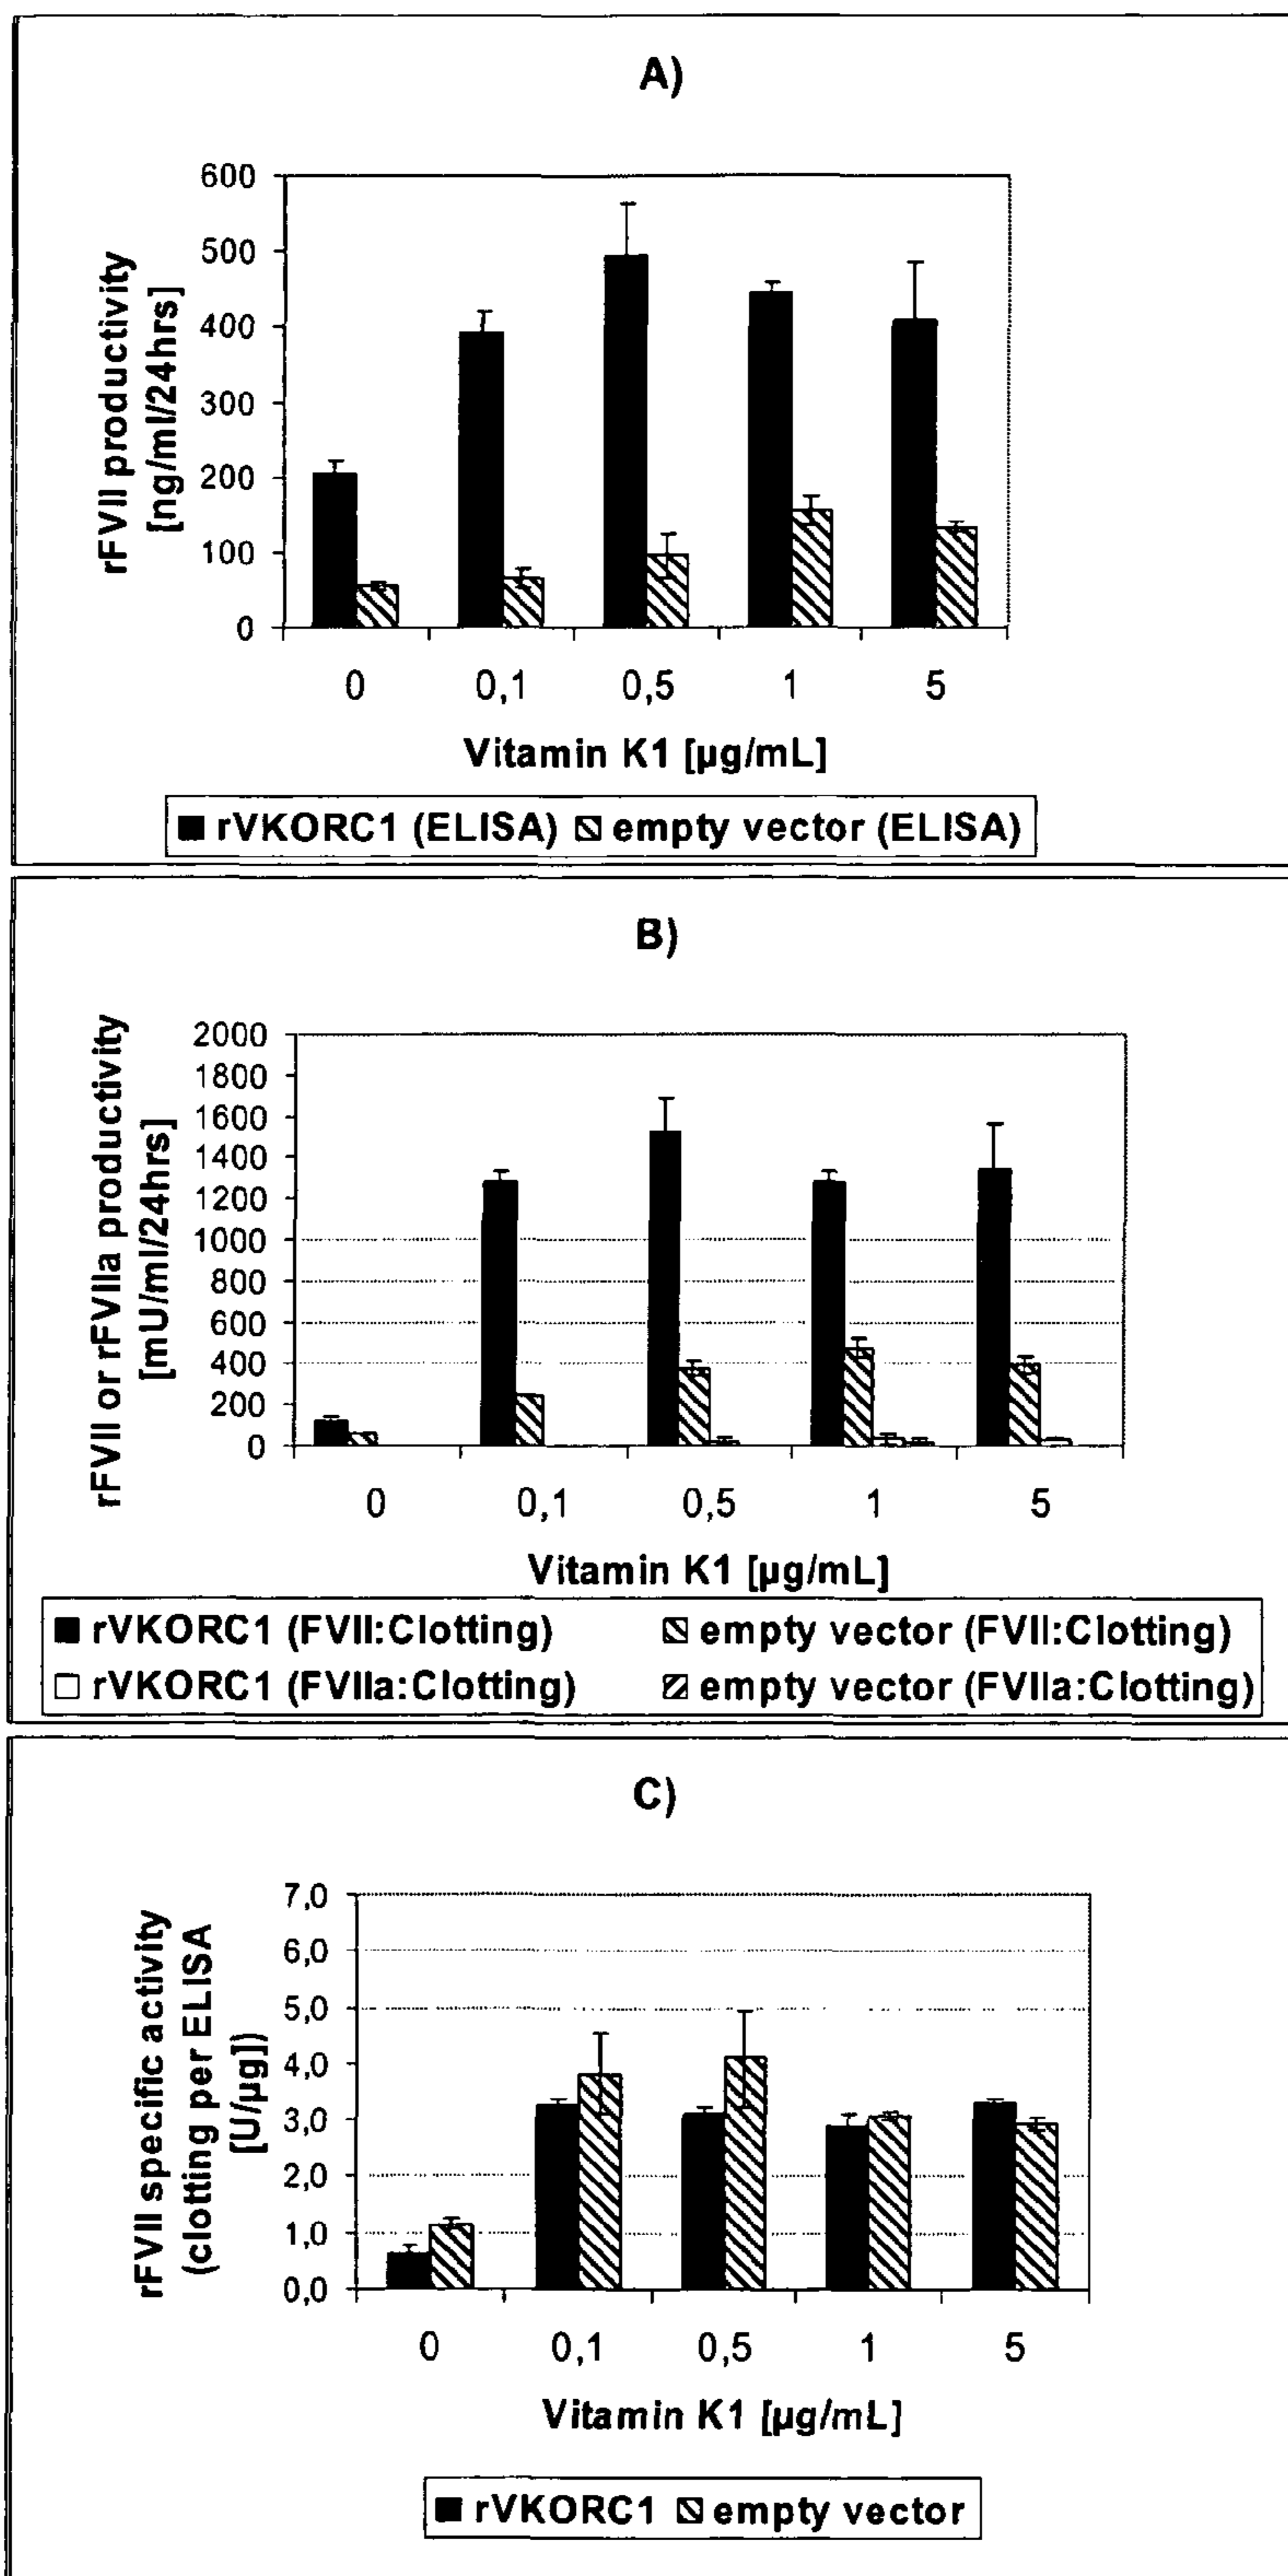 A)
600
500
400
300
200
100
0
rFVII productivity
[ng/ml/24hrs]
0 0,1 0,5 1 5
Vitamin K1 [µg/mL]
rVKORC1 (ELISA) empty vector (ELISA)
B)
2000
1800
1600
1400
1200
1000
800
600
400
200
0
rFVII or rFVIIa productivity
[mU/ml/24hrs]
0 0,1 0,5 1 5
Vitamin K1 [µg/mL]
rVKORC1 (FVII:Clotting) empty vector (FVII:Clotting)
rVKORC1 (FVIIa:Clotting) empty vector (FVIIa:Clotting)
C)
7,0
6,0
5,0
4,0
3,0
2,0
1,0
0,0
rFVII specific activity
(clotting per ELISA
[U/µg])
0 0,1 0,5 1 5
Vitamin K1 [µg/mL]
rVKORC1 empty vector